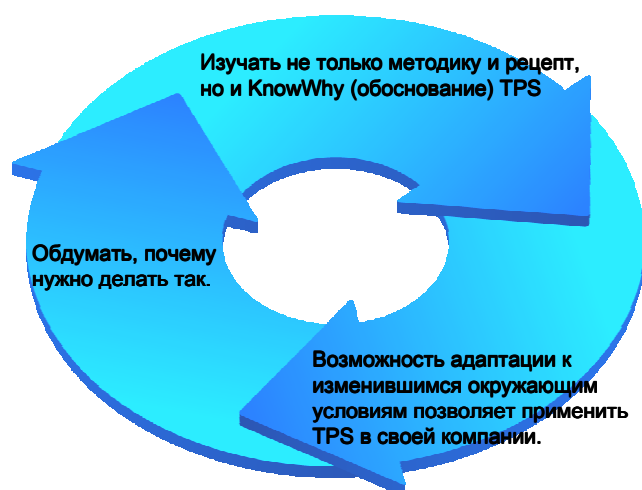 Изучать не только методику и рецепт,
но и KnowWhy (обоснование) TPS
Обдумать, почему
нужно делать так.
Возможность адаптации к
изменившимся окружающим
условиям позволяет применить
TPS в своей компании.